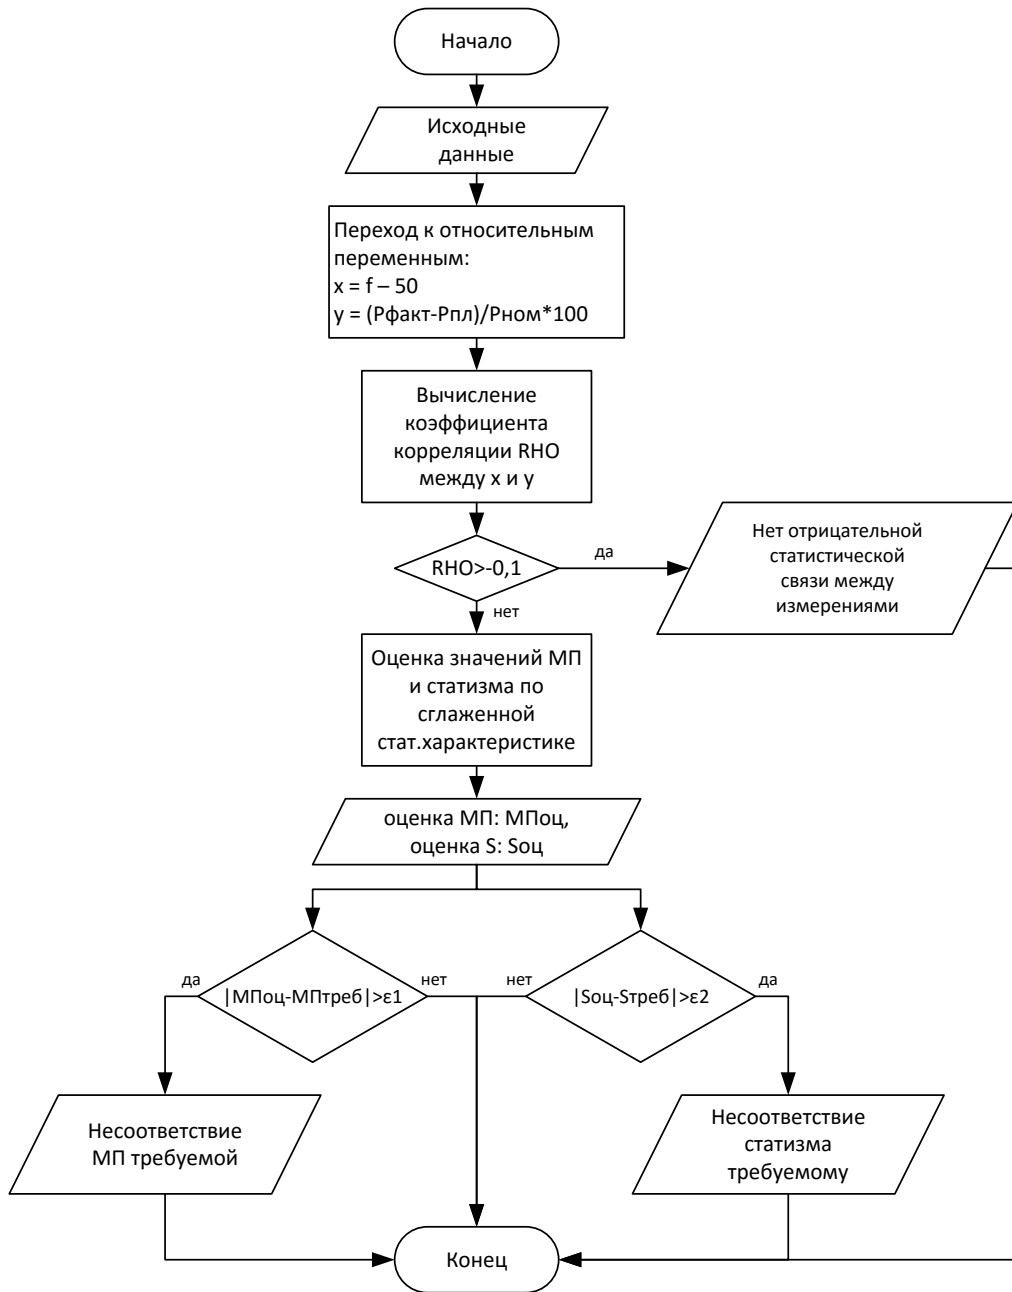 Начало
Исходные
данные
Переход к относительным
переменным:
x = f – 50
y = (Pфакт-Pпл)/Pном*100
Вычисление
коэффициента
корреляции RHO
между x и y
RHO>-0,1
да
нет
Нет отрицательной
статистической
связи между
измерениями
Оценка значений МП
и статизма по
сглаженной
стат.характеристике
оценка МП: МПоц,
оценка S: Sоц
да
|МПоц-МПтреб|>ε1
нет
нет
|Sоц-Sтреб|>ε2
да
Несоответствие
МП требуемой
Несоответствие
статизма
требуемому
Конец